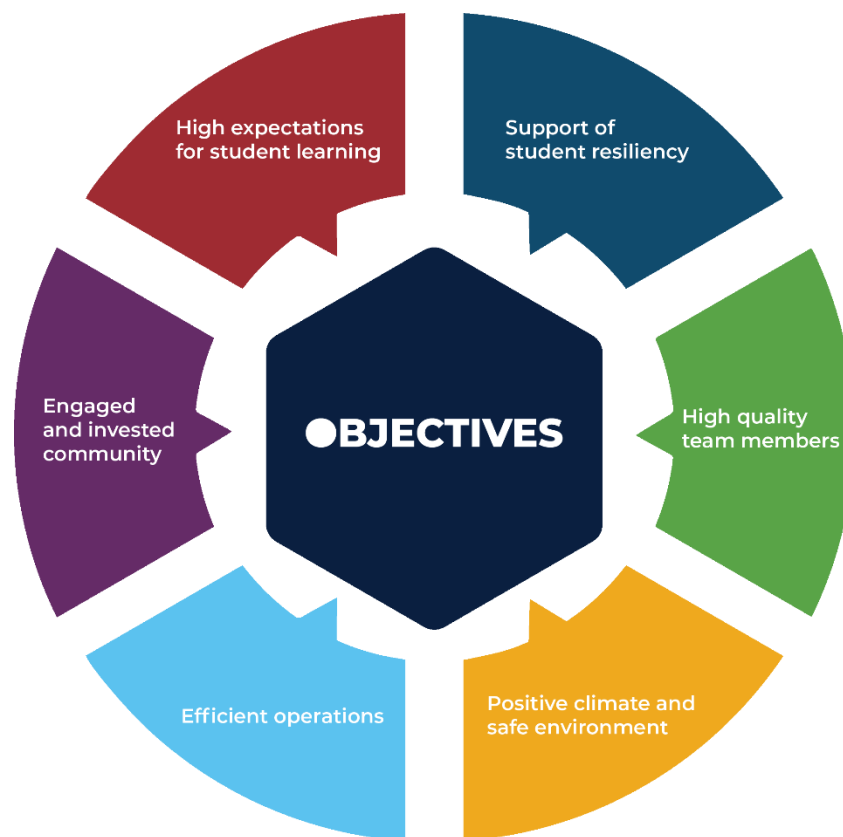 High expectations
for student learning
Support of
student resiliency
Engaged
and invested
community
OBJECTIVES
High quality
team members
Efficient operations
Positive climate and
safe environment